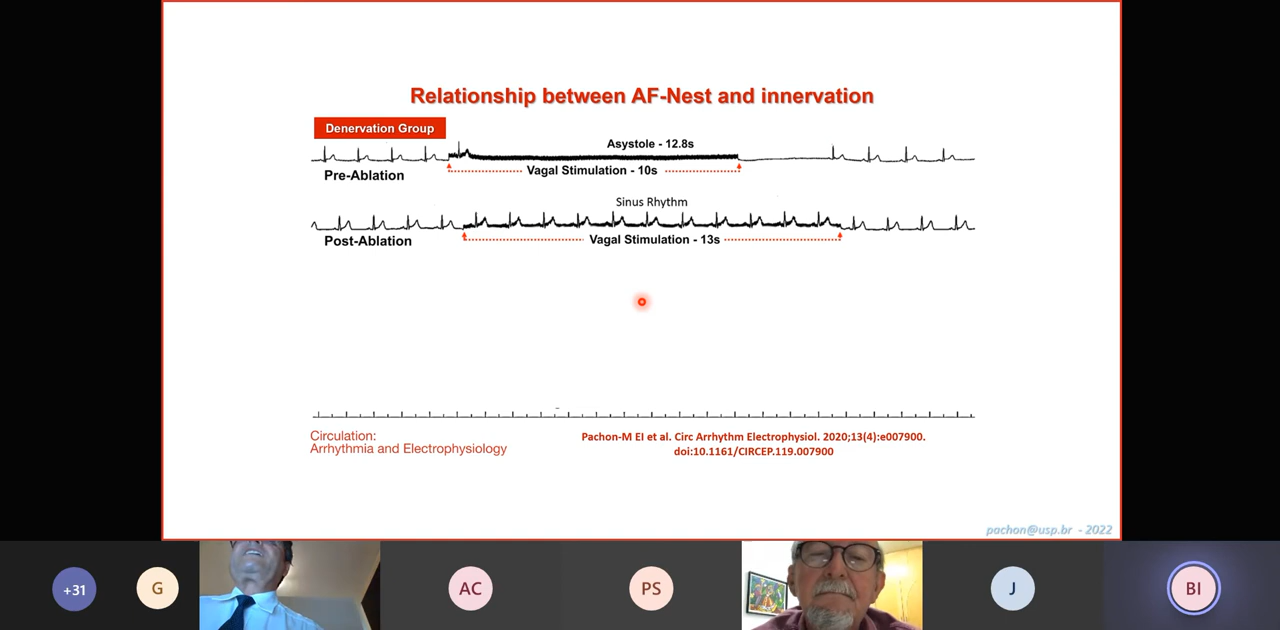 Relationship between AF-Nest and innervation
Denervation Group
Asystole - 12.8s
Vagal Stimulation - 10s
Pre-Ablation
Sinus Rhythm
Post-Ablation
Vagal Stimulation - 13s
Circulation:
Arrhythmia and Electrophysiology
Pachon-M EI et al. Circ Arrhythm Electrophysiol. 2020;13(4):e007900.
doi:10.1161/CIRCEP.119.007900
pachon@usp.br - 2022
+31
G
AC
PS
J
BI